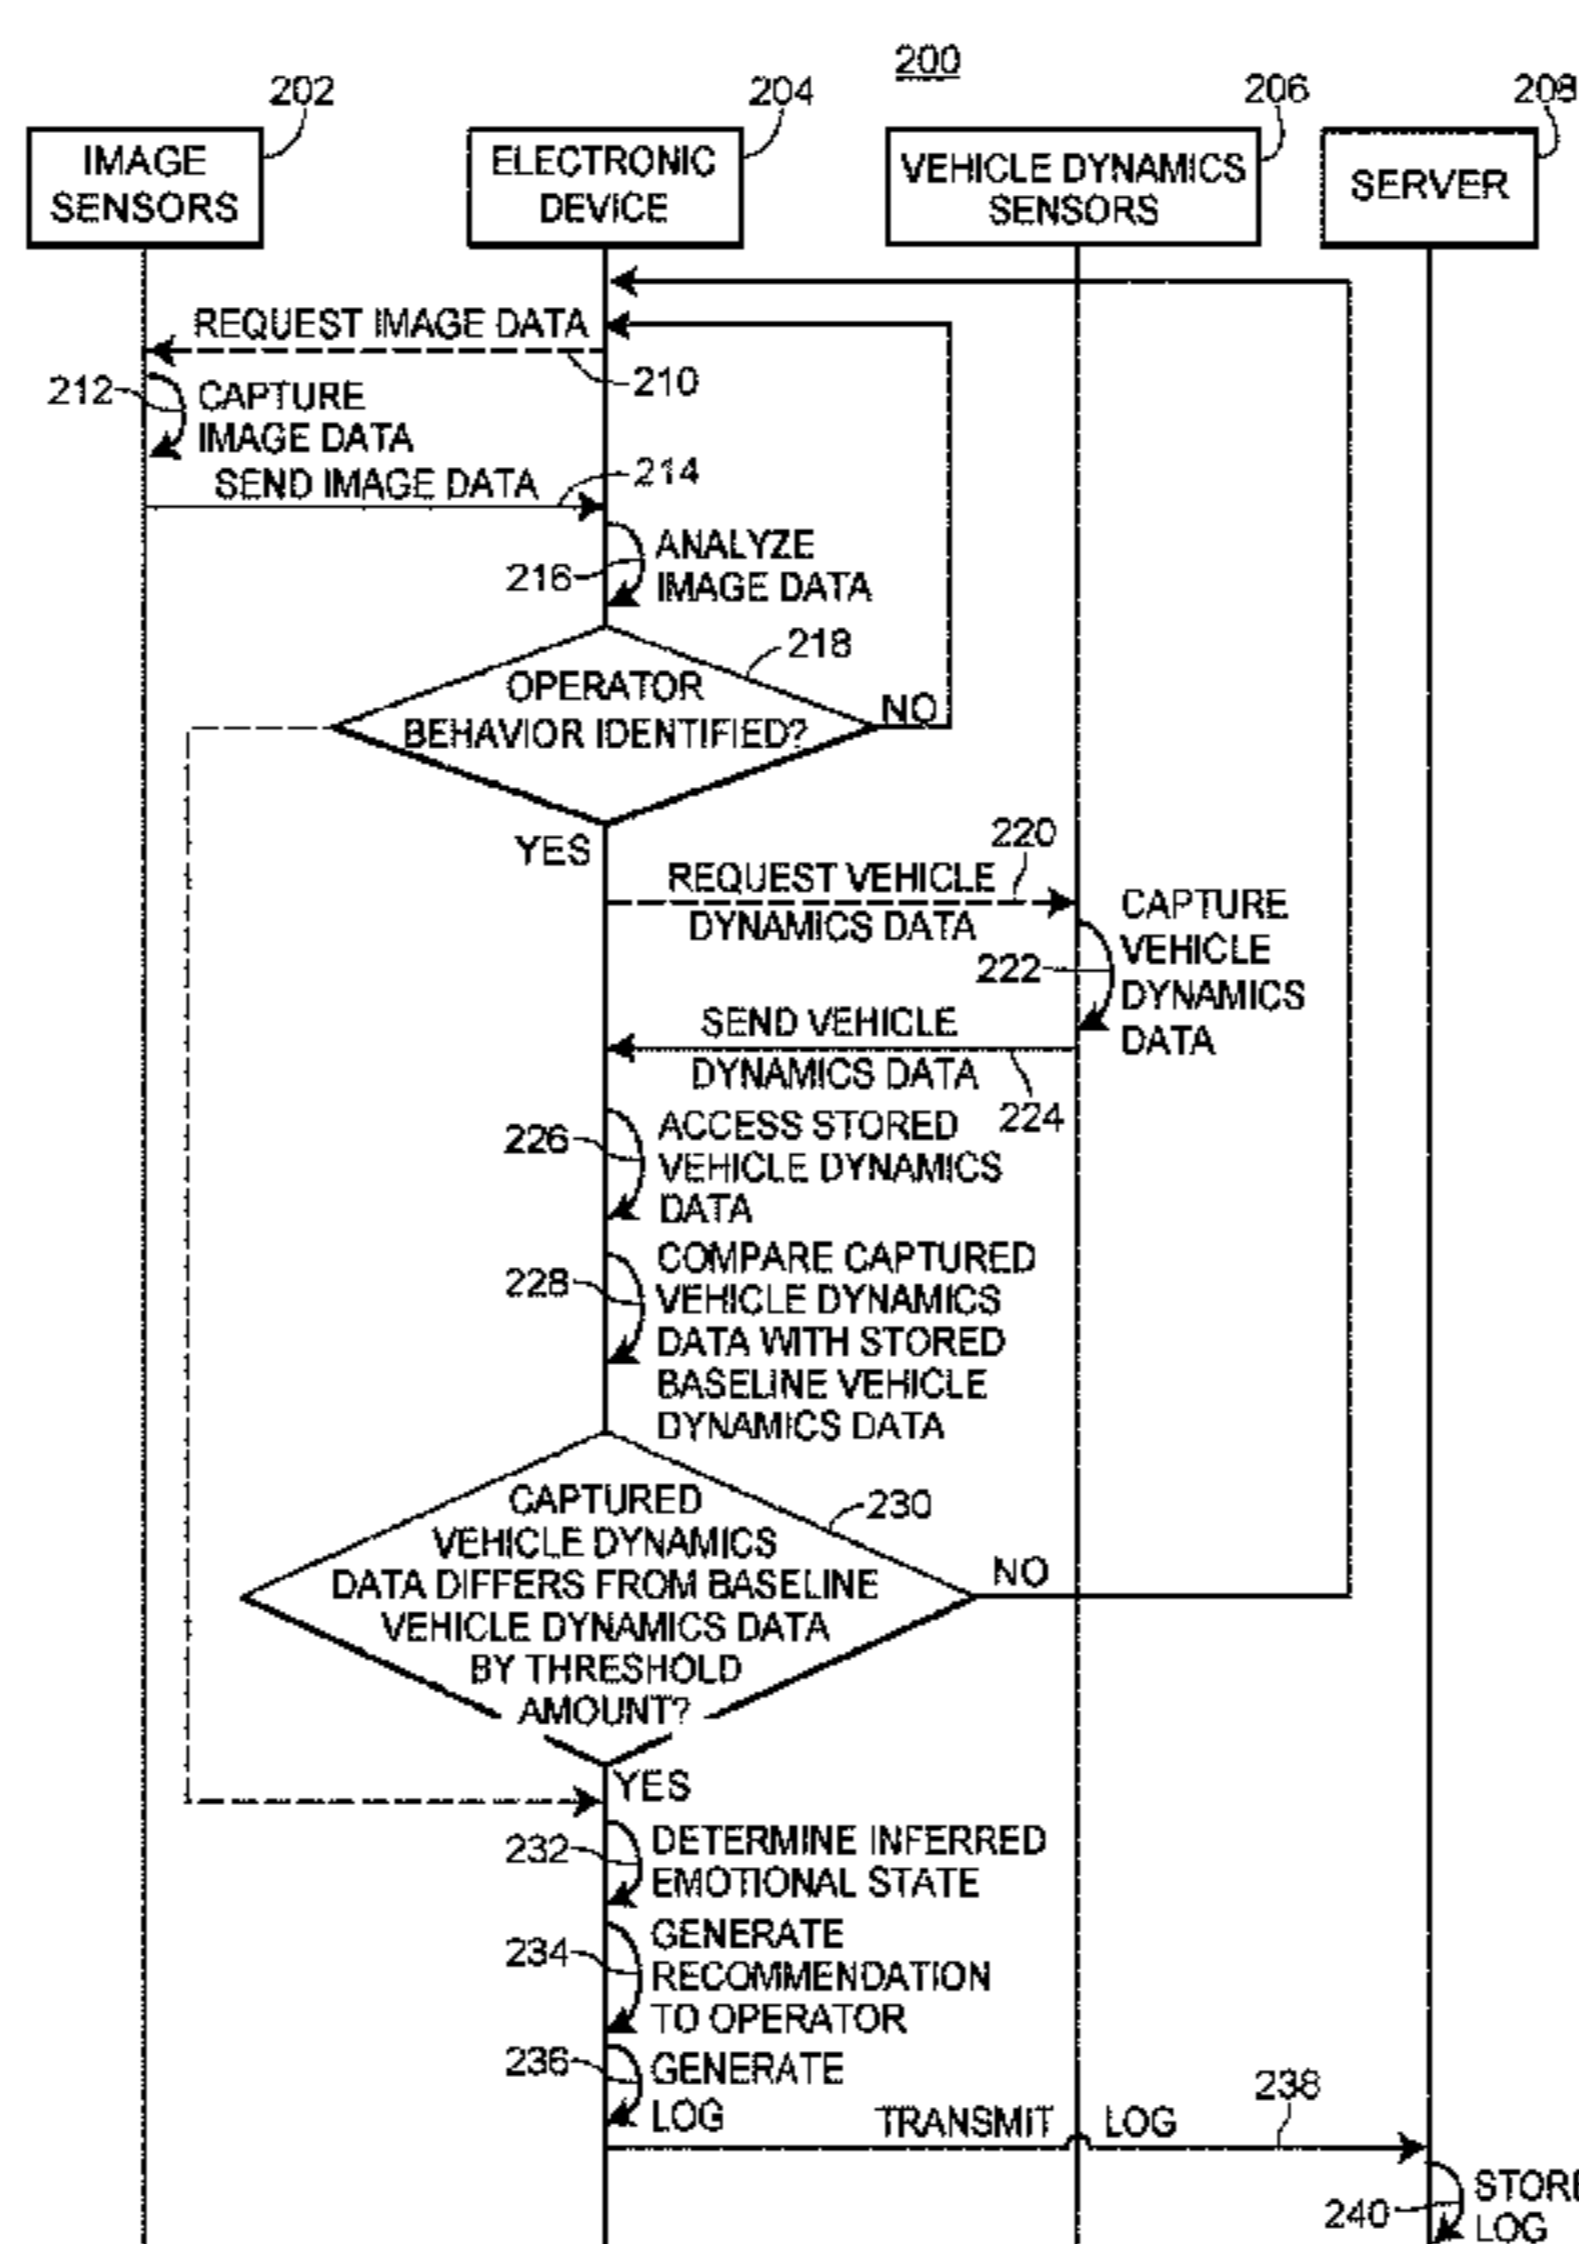 200
202
204
206
208
IMAGE
SENSORS
ELECTRONIC
DEVICE
VEHICLE DYNAMICS
SENSORS
SERVER
REQUEST IMAGE DATA
210
212
CAPTURE
IMAGE DATA
SEND IMAGE DATA
214
216
ANALYZE
IMAGE DATA
218
OPERATOR
BEHAVIOR IDENTIFIED?
NO
YES
220
REQUEST VEHICLE
DYNAMICS DATA
222
CAPTURE
VEHICLE
DYNAMICS
DATA
SEND VEHICLE
DYNAMICS DATA
224
226
ACCESS STORED
VEHICLE DYNAMICS
DATA
228
COMPARE CAPTURED
VEHICLE DYNAMICS
DATA WITH STORED
BASELINE VEHICLE
DYNAMICS DATA
230
CAPTURED
VEHICLE DYNAMICS
DATA DIFFERS FROM BASELINE
VEHICLE DYNAMICS DATA
BY THRESHOLD
AMOUNT?
NO
YES
232
DETERMINE INFERRED
EMOTIONAL STATE
234
GENERATE
RECOMMENDATION
TO OPERATOR
236
GENERATE
LOG
TRANSMIT LOG
238
240
STORE
LOG